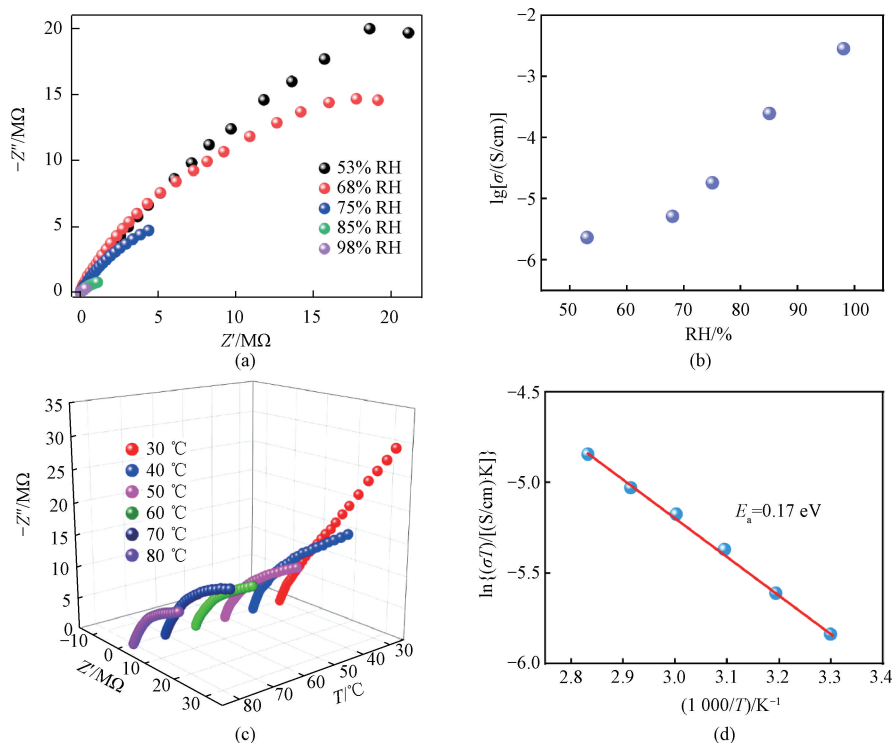 20
15
10
5
0
−Z″/MΩ
53% RH
68% RH
75% RH
85% RH
98% RH
0 5 10 15 20
Z′/MΩ
(a)
−2
−3
−4
−5
−6
lg[σ/(S/cm)]
50 60 70 80 90 100
RH/%
(b)
35
30
25
20
15
10
5
0
−Z″/MΩ
30 ℃
40 ℃
50 ℃
60 ℃
70 ℃
80 ℃
−10 0 10 20 30
Z′/MΩ
80 70 60 50 40 30
T/℃
(c)
−4.5
−5.0
−5.5
−6.0
ln{(σT)/[(S/cm)·K]}
Eₐ=0.17 eV
2.8 2.9 3.0 3.1 3.2 3.3 3.4
(1 000/T)/K⁻¹
(d)